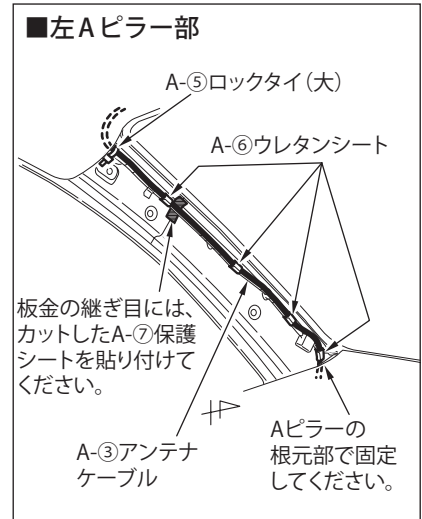 ■左Aピラー部
A-⑤ロックタイ（大）
A-⑥ウレタンシート
板金の継ぎ目には、
カットしたA-⑦保護
シートを貼り付けて
ください。
A-③アンテナ
ケーブル
Aピラーの
根元部で固定
してください。